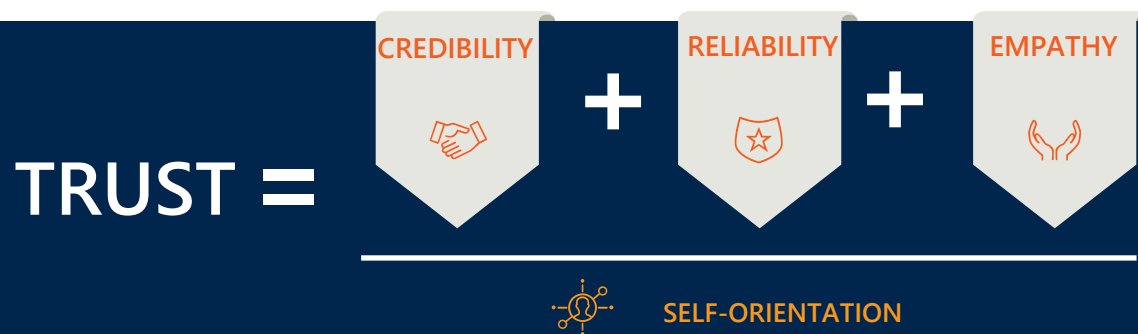 CREDIBILITY + RELIABILITY + EMPATHY
TRUST =
SELF-ORIENTATION